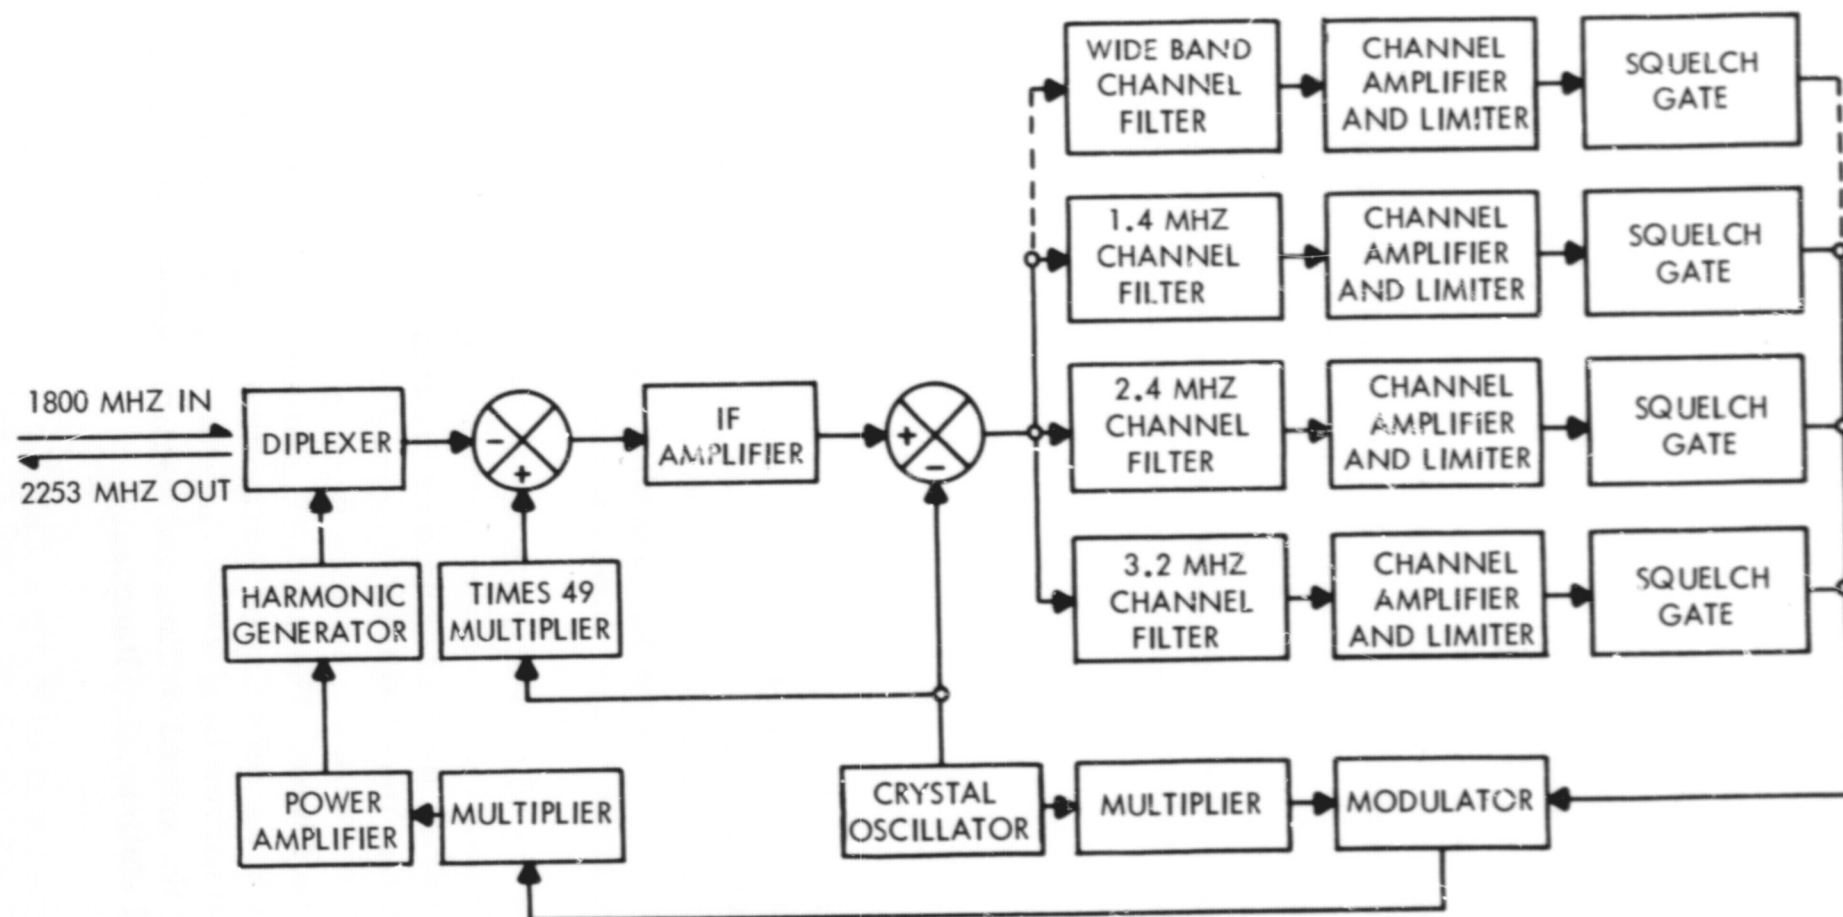 WIDE BAND
CHANNEL
FILTER
CHANNEL
AMPLIFIER
AND LIMITER
SQUELCH
GATE
1.4 MHZ
CHANNEL
FILTER
CHANNEL
AMPLIFIER
AND LIMITER
SQUELCH
GATE
1800 MHZ IN
2253 MHZ OUT
DIPLEXER
-
+
IF
AMPLIFIER
+
-
2.4 MHZ
CHANNEL
FILTER
CHANNEL
AMPLIFIER
AND LIMITER
SQUELCH
GATE
HARMONIC
GENERATOR
TIMES 49
MULTIPLIER
3.2 MHZ
CHANNEL
FILTER
CHANNEL
AMPLIFIER
AND LIMITER
SQUELCH
GATE
POWER
AMPLIFIER
MULTIPLIER
CRYSTAL
OSCILLATOR
MULTIPLIER
MODULATOR